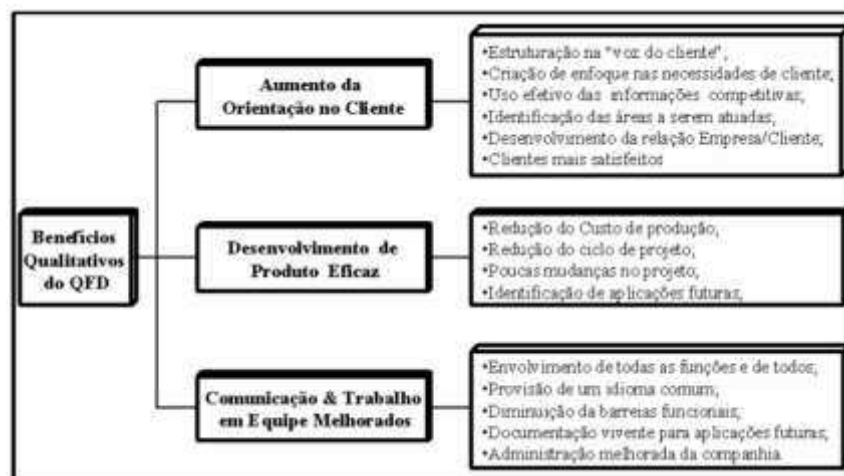 Benefícios
Qualitativos
do QFD
Aumento da
Orientação no Cliente
•Estruturação na "voz do cliente",
•Criação de enfoque nas necessidades de cliente;
•Uso efetivo das informações competitivas;
•Identificação das áreas a serem atuadas;
•Desenvolvimento da relação Empresa/Cliente;
•Clientes mais satisfeitos
Desenvolvimento de
Produto Eficaz
•Redução do Custo de produção;
•Redução do ciclo de projeto;
•Poucas mudanças no projeto;
•Identificação de aplicações futuras;
Comunicação & Trabalho
em Equipe Melhorados
•Envolvimento de todas as funções e de todos;
•Provisão de um idioma comum;
•Diminuição da barreias funcionais;
•Documentação vivente para aplicações futuras;
•Administração melhorada da companhia